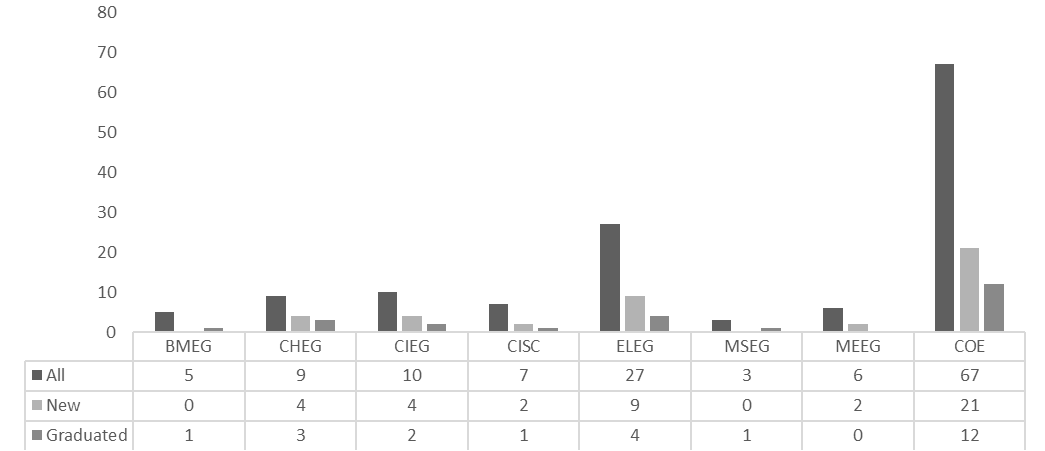 80
70
60
50
40
30
20
10
0
BMEG CHEG CIEG CISC ELEG MSEG MEEG COE
All 5 9 10 7 27 3 6 67
New 0 4 4 2 9 0 2 21
Graduated 1 3 2 1 4 1 0 12